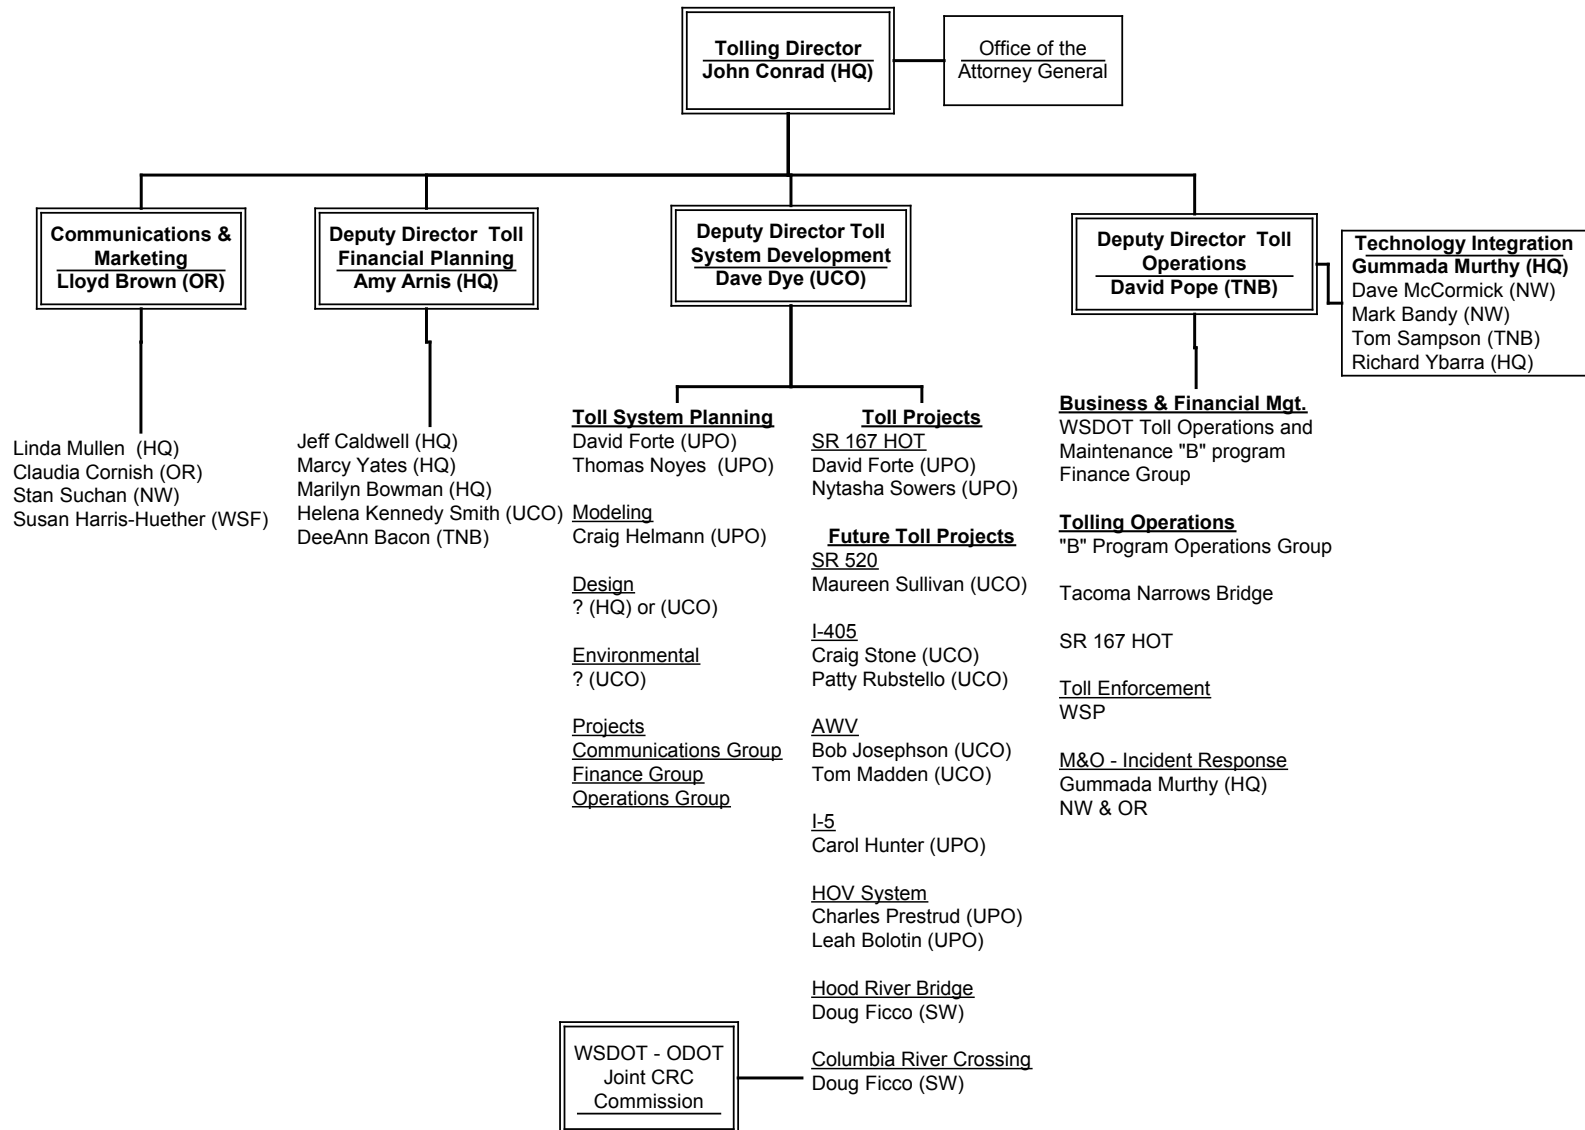 Tolling Director
John Conrad (HQ)
Office of the
Attorney General
Communications &
Marketing
Lloyd Brown (OR)
Deputy Director Toll
Financial Planning
Amy Arnis (HQ)
Deputy Director Toll
System Development
Dave Dye (UCO)
Deputy Director Toll
Operations
David Pope (TNB)
Technology Integration
Gummada Murthy (HQ)
Dave McCormick (NW)
Mark Bandy (NW)
Tom Sampson (TNB)
Richard Ybarra (HQ)
Linda Mullen (HQ)
Claudia Cornish (OR)
Stan Suchan (NW)
Susan Harris-Huether (WSF)
Jeff Caldwell (HQ)
Marcy Yates (HQ)
Marilyn Bowman (HQ)
Helena Kennedy Smith (UCO)
DeeAnn Bacon (TNB)
Toll System Planning
David Forte (UPO)
Thomas Noyes (UPO)
Modeling
Craig Helmann (UPO)
Design
? (HQ) or (UCO)
Environmental
? (UCO)
Projects
Communications Group
Finance Group
Operations Group
Toll Projects
SR 167 HOT
David Forte (UPO)
Nytasha Sowers (UPO)
Future Toll Projects
SR 520
Maureen Sullivan (UCO)
I-405
Craig Stone (UCO)
Patty Rubstello (UCO)
AWV
Bob Josephson (UCO)
Tom Madden (UCO)
I-5
Carol Hunter (UPO)
HOV System
Charles Prestrud (UPO)
Leah Bolotin (UPO)
Hood River Bridge
Doug Ficco (SW)
Columbia River Crossing
Doug Ficco (SW)
WSDOT - ODOT
Joint CRC
Commission
Business & Financial Mgt.
WSDOT Toll Operations and
Maintenance "B" program
Finance Group
Tolling Operations
"B" Program Operations Group
Tacoma Narrows Bridge
SR 167 HOT
Toll Enforcement
WSP
M&O - Incident Response
Gummada Murthy (HQ)
NW & OR